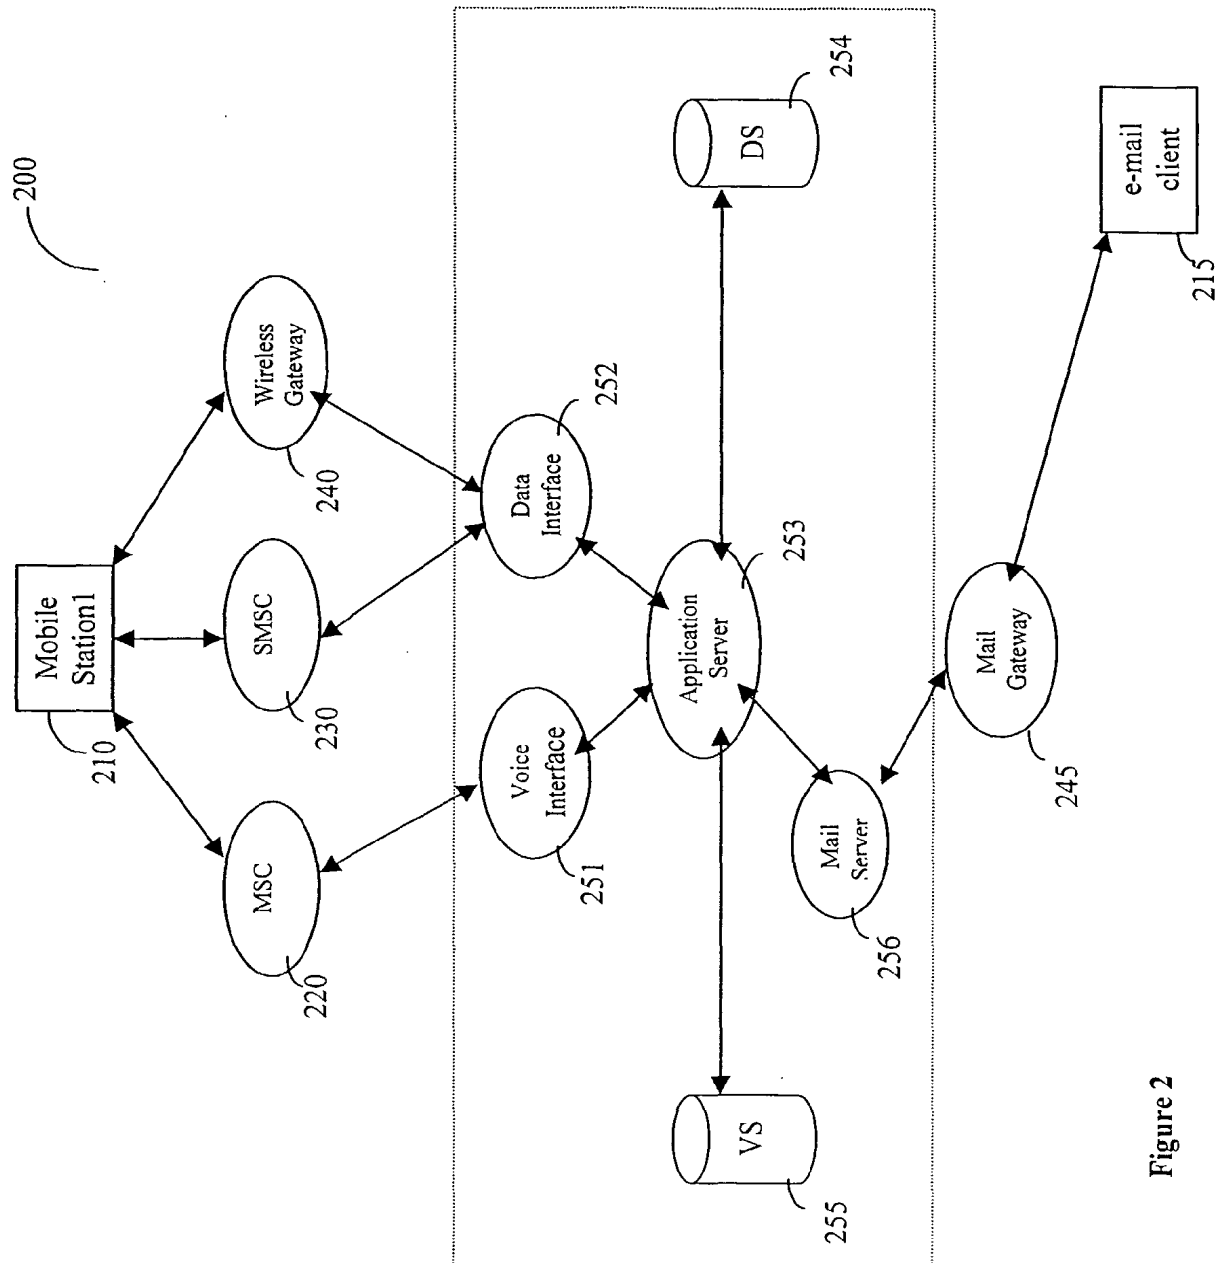 200
Mobile
Station1
210
MSC
220
SMSC
230
Wireless
Gateway
240
Voice
Interface
251
Data
Interface
252
Application
Server
253
VS
255
DS
254
Mail
Server
256
Mail
Gateway
245
e-mail
client
215
Figure 2